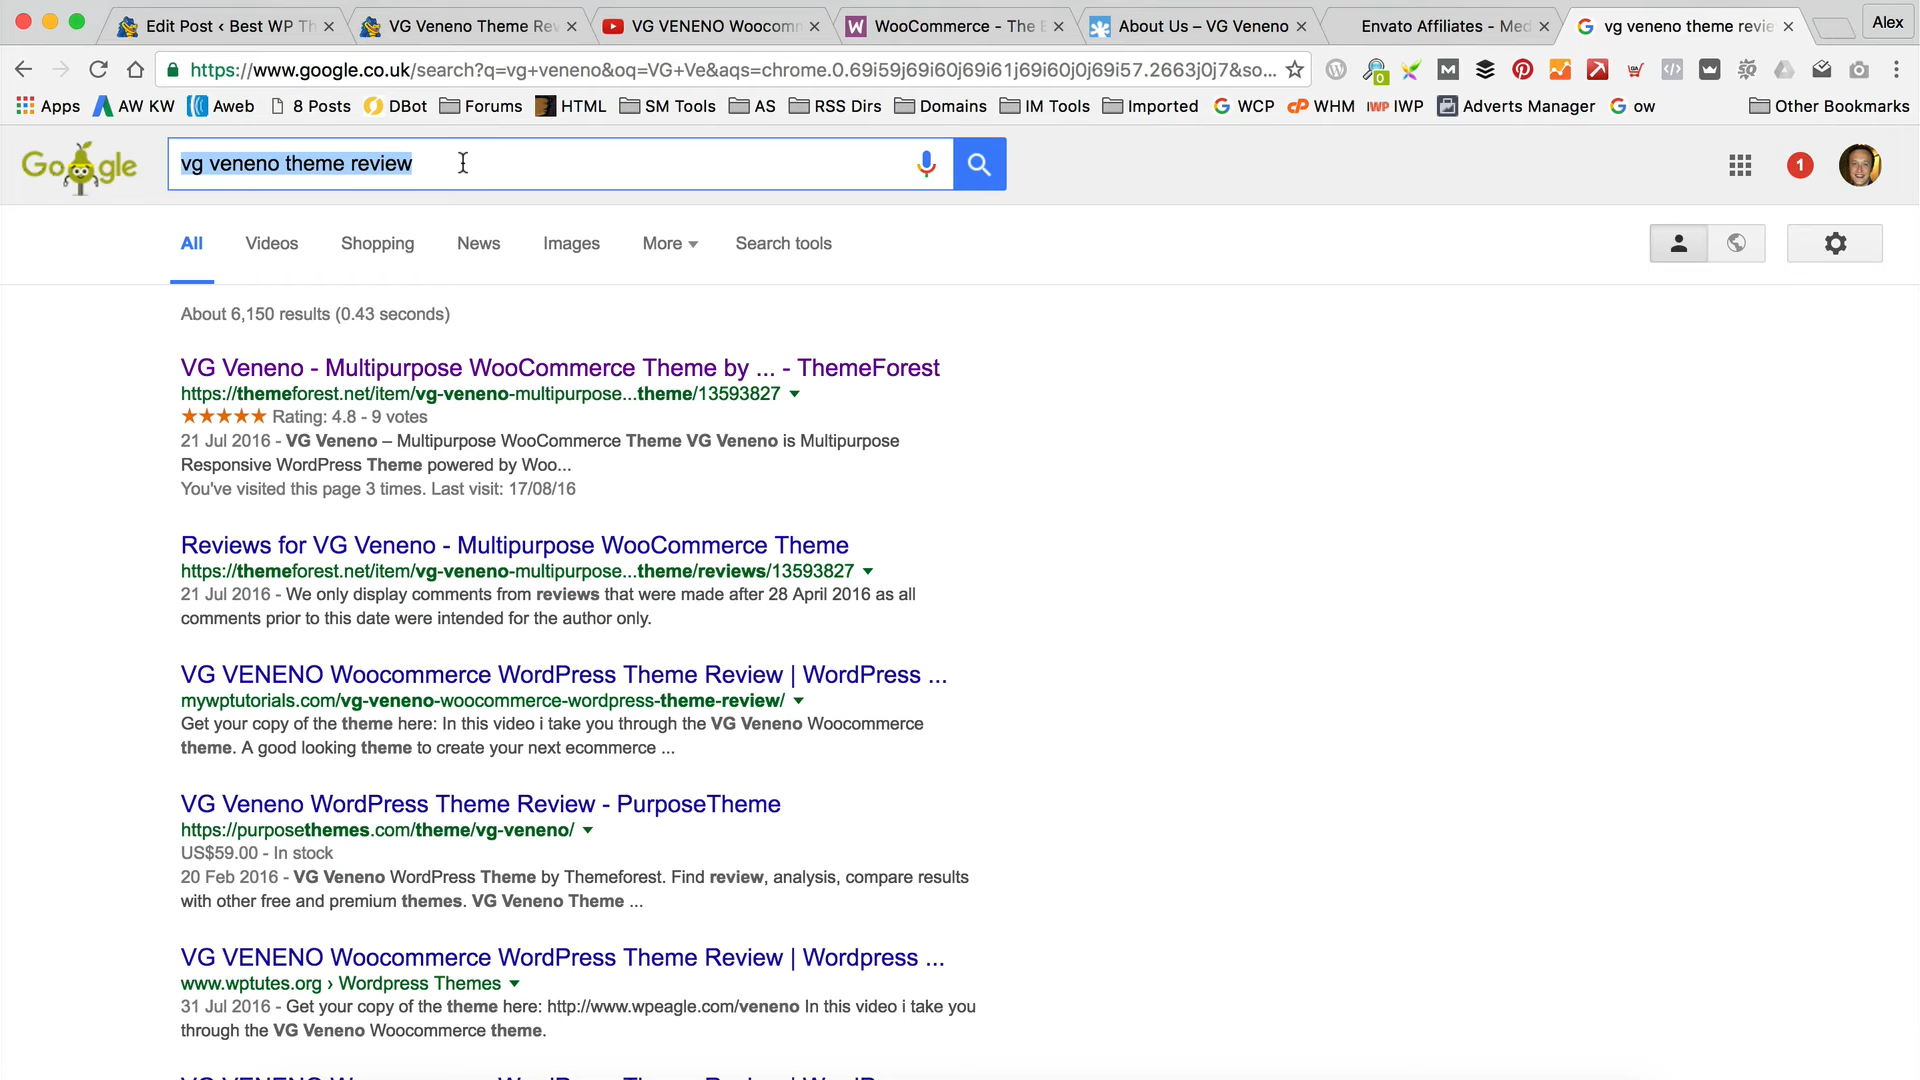 Edit Post ‹ Best WP Th
VG Veneno Theme Rev
VG VENENO Woocomm
WooCommerce - The E
About Us – VG Veneno
Envato Affiliates - Med
vg veneno theme revie
Alex
https://www.google.co.uk/search?q=vg+veneno&oq=VG+Ve&aqs=chrome.0.69i59j69i60j69i61j69i60j0j69i57.2663j0j7&so...
0
Apps
AW KW
Aweb
8 Posts
DBot
Forums
HTML
SM Tools
AS
RSS Dirs
Domains
IM Tools
Imported
WCP
WHM
IWP
Adverts Manager
ow
Other Bookmarks
Google
vg veneno theme review
1
All
Videos
Shopping
News
Images
More
Search tools
About 6,150 results (0.43 seconds)
VG Veneno - Multipurpose WooCommerce Theme by ... - ThemeForest
https://themeforest.net/item/vg-veneno-multipurpose...theme/13593827
Rating: 4.8 - 9 votes
21 Jul 2016 - VG Veneno – Multipurpose WooCommerce Theme VG Veneno is Multipurpose
Responsive WordPress Theme powered by Woo...
You've visited this page 3 times. Last visit: 17/08/16
Reviews for VG Veneno - Multipurpose WooCommerce Theme
https://themeforest.net/item/vg-veneno-multipurpose...theme/reviews/13593827
21 Jul 2016 - We only display comments from reviews that were made after 28 April 2016 as all
comments prior to this date were intended for the author only.
VG VENENO Woocommerce WordPress Theme Review | WordPress ...
mywptutorials.com/vg-veneno-woocommerce-wordpress-theme-review/
Get your copy of the theme here: In this video i take you through the VG Veneno Woocommerce
theme. A good looking theme to create your next ecommerce ...
VG Veneno WordPress Theme Review - PurposeTheme
https://purposethemes.com/theme/vg-veneno/
US$59.00 - In stock
20 Feb 2016 - VG Veneno WordPress Theme by Themeforest. Find review, analysis, compare results
with other free and premium themes. VG Veneno Theme ...
VG VENENO Woocommerce WordPress Theme Review | Wordpress ...
www.wptutes.org › Wordpress Themes
31 Jul 2016 - Get your copy of the theme here: http://www.wpeagle.com/veneno In this video i take you
through the VG Veneno Woocommerce theme.